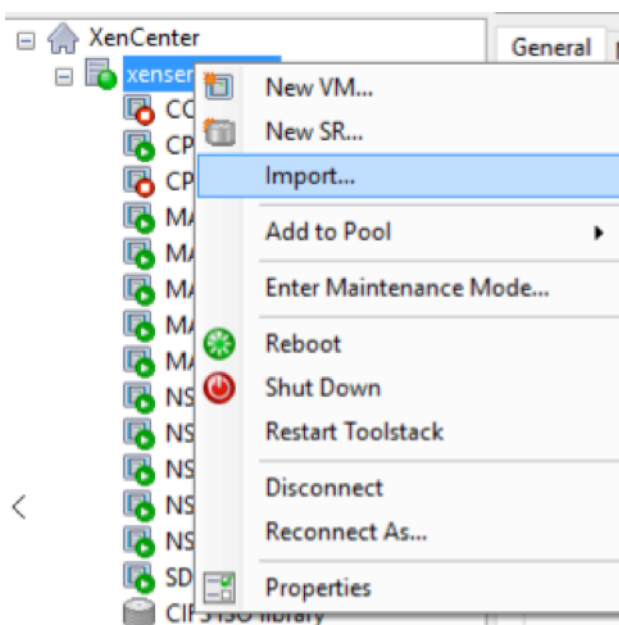 XenCenter
General
xenser
New VM...
CC
New SR...
CP
CP
Import...
MA
Add to Pool
MA
MA
Enter Maintenance Mode...
MA
Reboot
MA
NS
Shut Down
NS
Restart Toolstack
NS
NS
Disconnect
NS
Reconnect As...
SD
Properties
CIFS ISO library